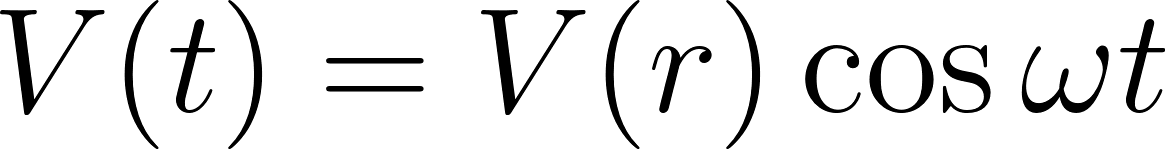 V(t) = V(r) cos ωt